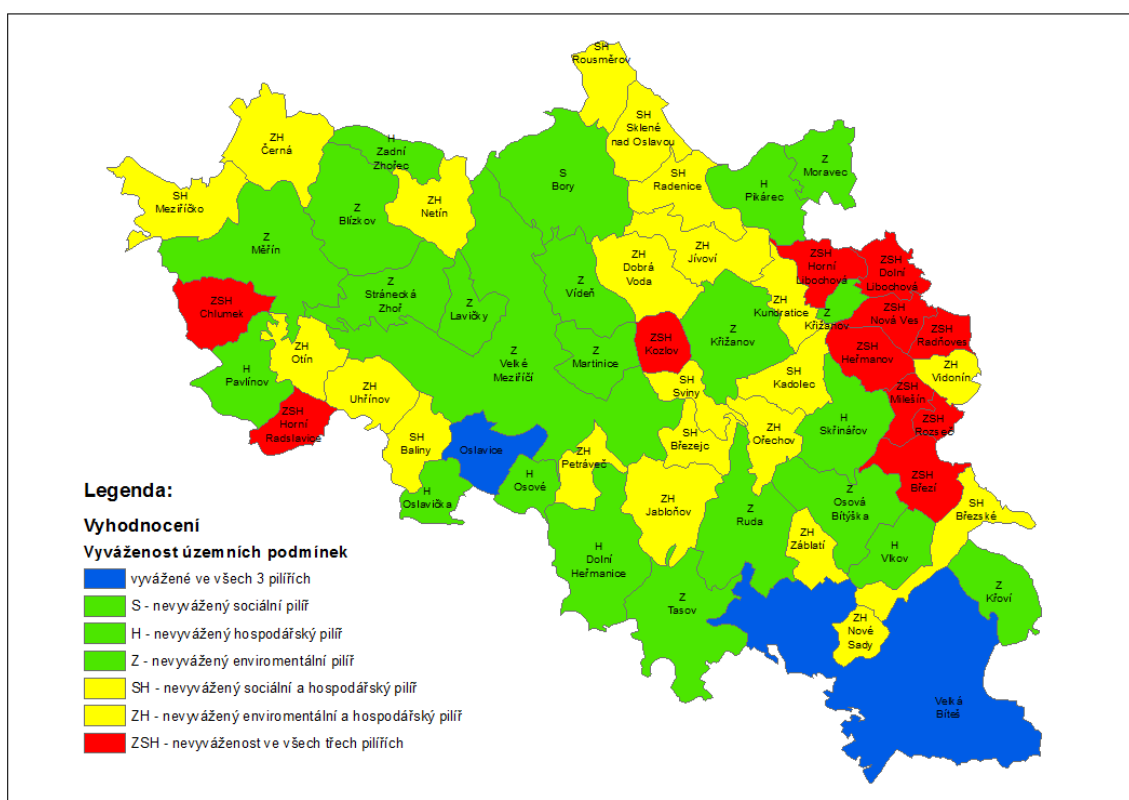 SH
Rousměrov
SH
Sklené
nad Oslavou
ZH
Černá
H
Zadní
Zhořec
S
Bory
SH
Radenice
Z
Moravec
H
Pikárec
SH
Meziříčko
Z
Blízkov
ZH
Netín
Z
Měřín
ZH
Dobrá
Voda
ZH
Jívoví
ZSH
Horní
Libochová
ZSH
Dolní
Libochová
Z
Stránecká
Zhoř
Z
Lavičky
Z
Vídeň
ZH
Kundratice
ZSH
Chlumek
ZSH
Nová Ves
Z
Křižanov
ZSH
Radňoves
Z
Křižanov
ZSH
Kozlov
ZH
Otín
Z
Velké
Meziříčí
Z
Martinice
ZSH
Heřmanov
H
Pavlínov
ZH
Vidonín
SH
Kadolec
SH
Sviny
ZH
Uhřínov
ZSH
Milešín
ZSH
Horní
Radslavice
ZSH
Rozseč
H
Skřinářov
ZH
Ořechov
SH
Březejc
SH
Baliny
Oslavice
ZH
Petráveč
H
Osové
H
Oslavička
ZSH
Březí
ZH
Jabloňov
Z
Osová
Bítýška
SH
Březské
Z
Ruda
ZH
Záblatí
H
Vlkov
H
Dolní
Heřmanice
Z
Křoví
Z
Tasov
ZH
Nové
Sady
Velká
Bíteš
Legenda:
Vyhodnocení
Vyváženost územních podmínek
vyvážené ve všech 3 pilířích
S - nevyvážený sociální pilíř
H - nevyvážený hospodářský pilíř
Z - nevyvážený enviromentální pilíř
SH - nevyvážený sociální a hospodářský pilíř
ZH - nevyvážený enviromentální a hospodářský pilíř
ZSH - nevyváženost ve všech třech pilířích